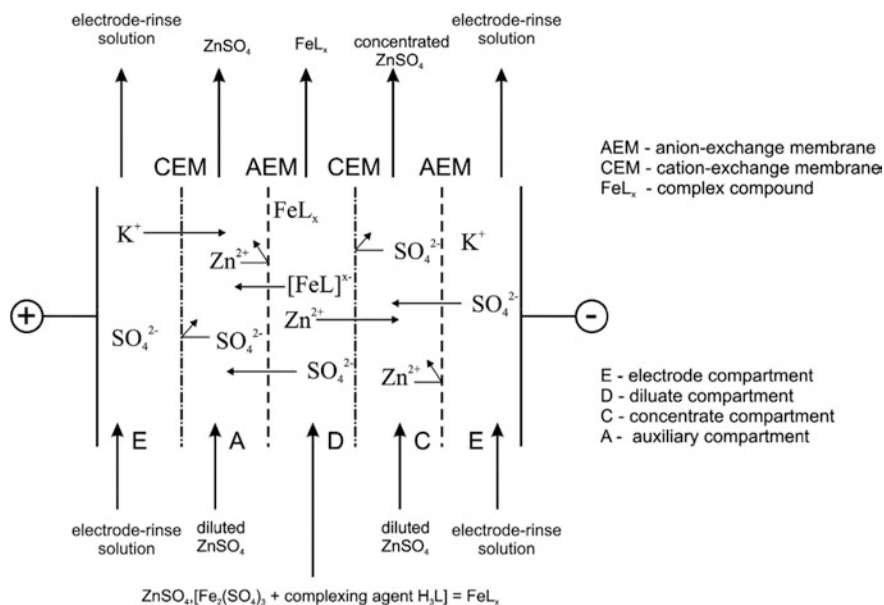 electrode-rinse
solution
ZnSO₄
FeLₓ
concentrated
ZnSO₄
electrode-rinse
solution
CEM
AEM
CEM
AEM
AEM - anion-exchange membrane
CEM - cation-exchange membrane
FeLₓ - complex compound
K⁺
FeLₓ
Zn²⁺
SO₄²⁻
K⁺
[FeL]ˣ⁻
+
SO₄²⁻
SO₄²⁻
Zn²⁺
SO₄²⁻
-
SO₄²⁻
Zn²⁺
E - electrode compartment
D - diluate compartment
C - concentrate compartment
A - auxiliary compartment
E
A
D
C
E
electrode-rinse
solution
diluted
ZnSO₄
diluted
ZnSO₄
electrode-rinse
solution
ZnSO₄,[Fe₂(SO₄)₃ + complexing agent H₃L] = FeLₓ